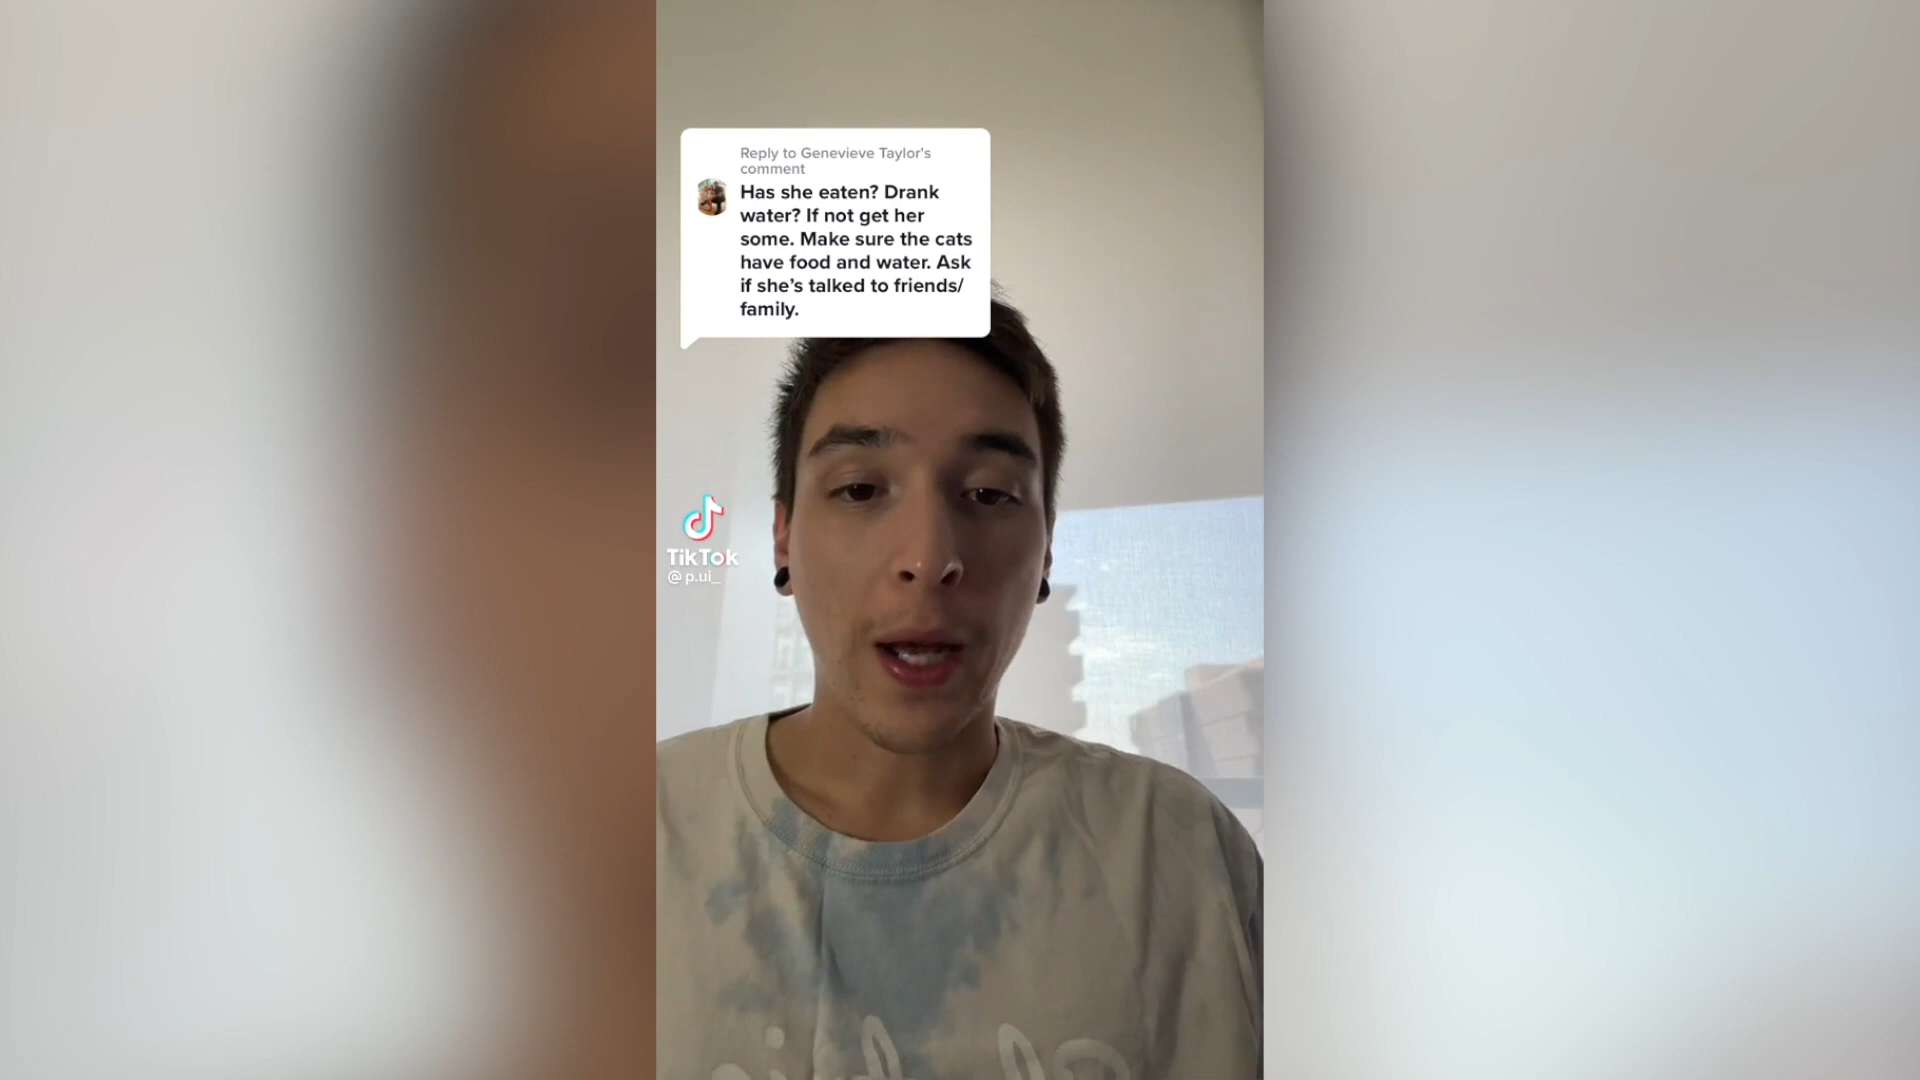 Reply to Genevieve Taylor's
comment
Has she eaten? Drank
water? If not get her
some. Make sure the cats
have food and water. Ask
if she's talked to friends/
family.
TikTok
@p.ui_